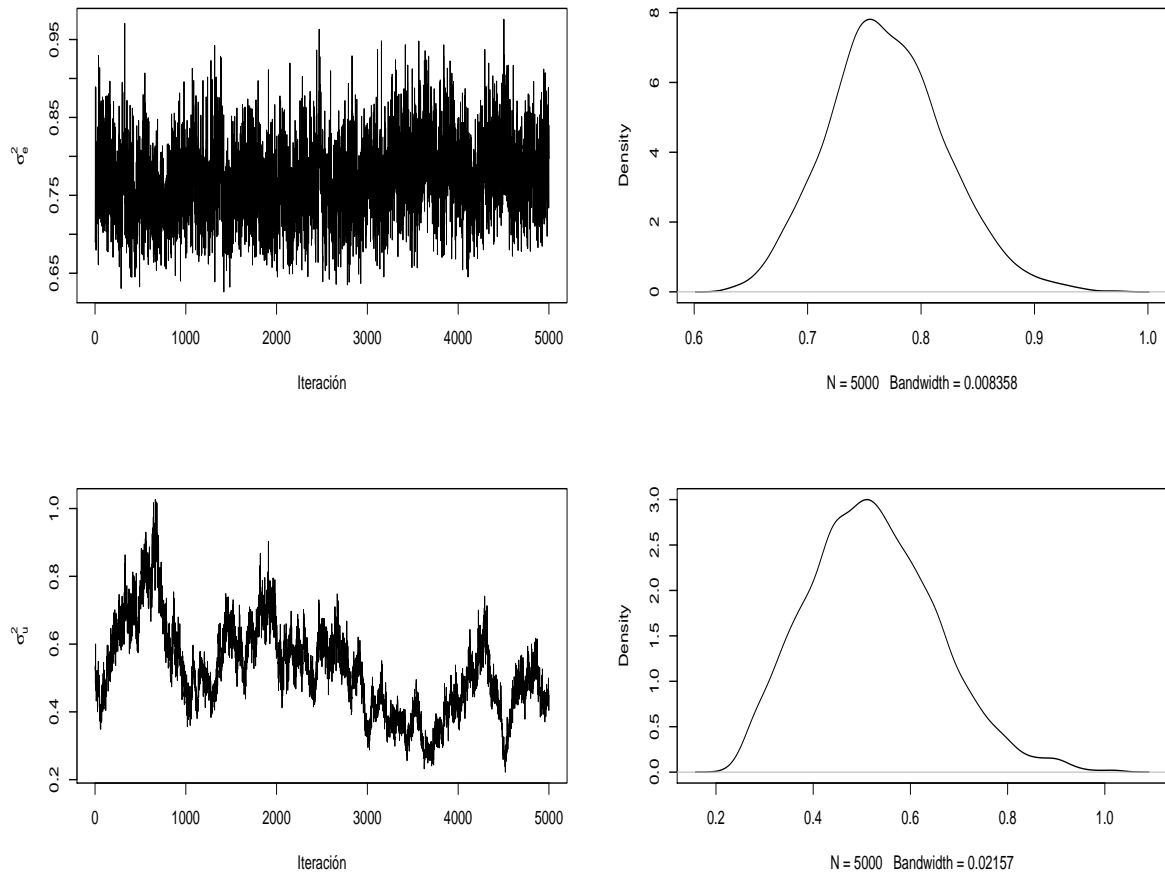 σ²e
0.65 0.75 0.85 0.95
0 1000 2000 3000 4000 5000
Iteración
Density
0 2 4 6 8
0.6 0.7 0.8 0.9 1.0
N = 5000 Bandwidth = 0.008358
σ²u
0.2 0.4 0.6 0.8 1.0
0 1000 2000 3000 4000 5000
Iteración
Density
0.0 0.5 1.0 1.5 2.0 2.5 3.0
0.2 0.4 0.6 0.8 1.0
N = 5000 Bandwidth = 0.02157